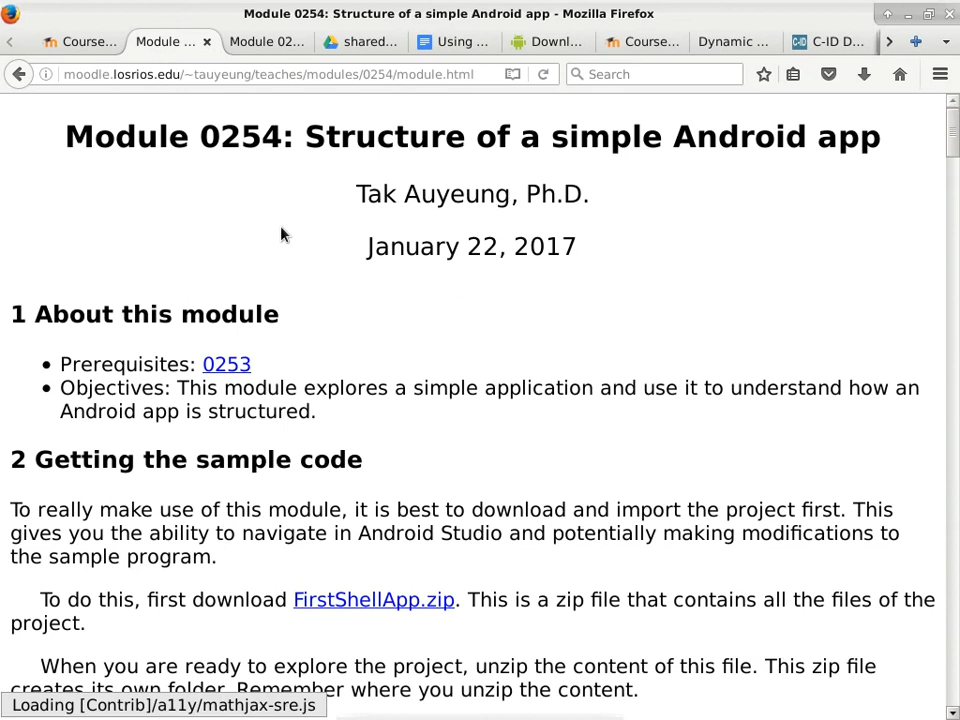 Module 0254: Structure of a simple Android app - Mozilla Firefox
Course... Module ... Module 02... shared... Using ... Downl... Course... Dynamic ... C-ID D...
moodle.losrios.edu/~tauyeung/teaches/modules/0254/module.html Search
Module 0254: Structure of a simple Android app
Tak Auyeung, Ph.D.
January 22, 2017
1 About this module
• Prerequisites: 0253
• Objectives: This module explores a simple application and use it to understand how an
Android app is structured.
2 Getting the sample code
To really make use of this module, it is best to download and import the project first. This
gives you the ability to navigate in Android Studio and potentially making modifications to
the sample program.
To do this, first download FirstShellApp.zip. This is a zip file that contains all the files of the
project.
When you are ready to explore the project, unzip the content of this file. This zip file
creates its own folder. Remember where you unzip the content.
Loading [Contrib]/a11y/mathjax-sre.js